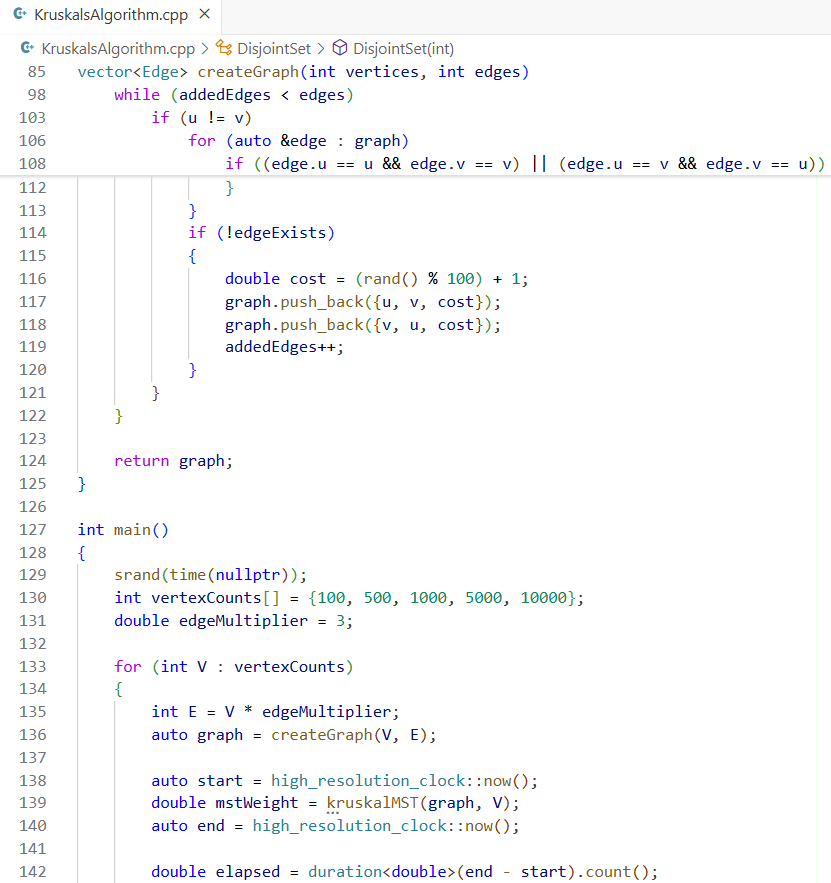 KruskalsAlgorithm.cpp ×
KruskalsAlgorithm.cpp > DisjointSet > DisjointSet(int)
85 vector<Edge> createGraph(int vertices, int edges)
98 while (addedEdges < edges)
103 if (u != v)
106 for (auto &edge : graph)
108 if ((edge.u == u && edge.v == v) || (edge.u == v && edge.v == u))
112 }
113 }
114 if (!edgeExists)
115 {
116 double cost = (rand() % 100) + 1;
117 graph.push_back({u, v, cost});
118 graph.push_back({v, u, cost});
119 addedEdges++;
120 }
121 }
122 }
123
124 return graph;
125 }
126
127 int main()
128 {
129 srand(time(nullptr));
130 int vertexCounts[] = {100, 500, 1000, 5000, 10000};
131 double edgeMultiplier = 3;
132
133 for (int V : vertexCounts)
134 {
135 int E = V * edgeMultiplier;
136 auto graph = createGraph(V, E);
137
138 auto start = high_resolution_clock::now();
139 double mstWeight = kruskalMST(graph, V);
140 auto end = high_resolution_clock::now();
141
142 double elapsed = duration<double>(end - start).count();